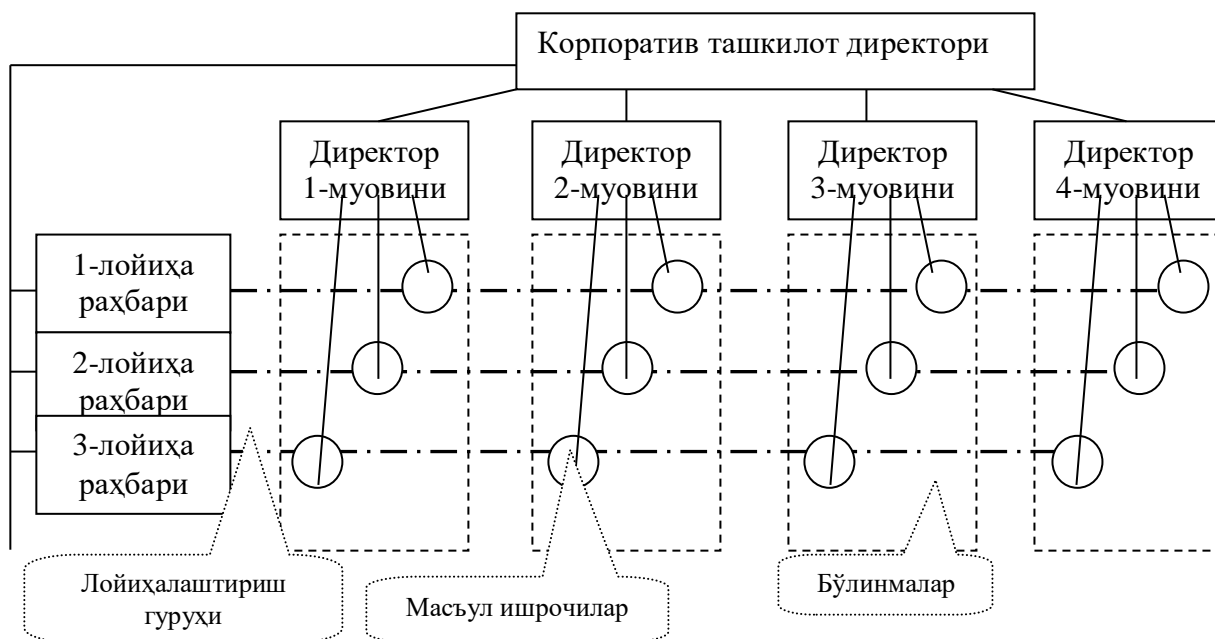 Корпоратив ташкилот директори
Директор
1-муовини
Директор
2-муовини
Директор
3-муовини
Директор
4-муовини
1-лойиҳа
раҳбари
2-лойиҳа
раҳбари
3-лойиҳа
раҳбари
Лойиҳалаштириш
гуруҳи
Масъул ишрочилар
Бўлинмалар